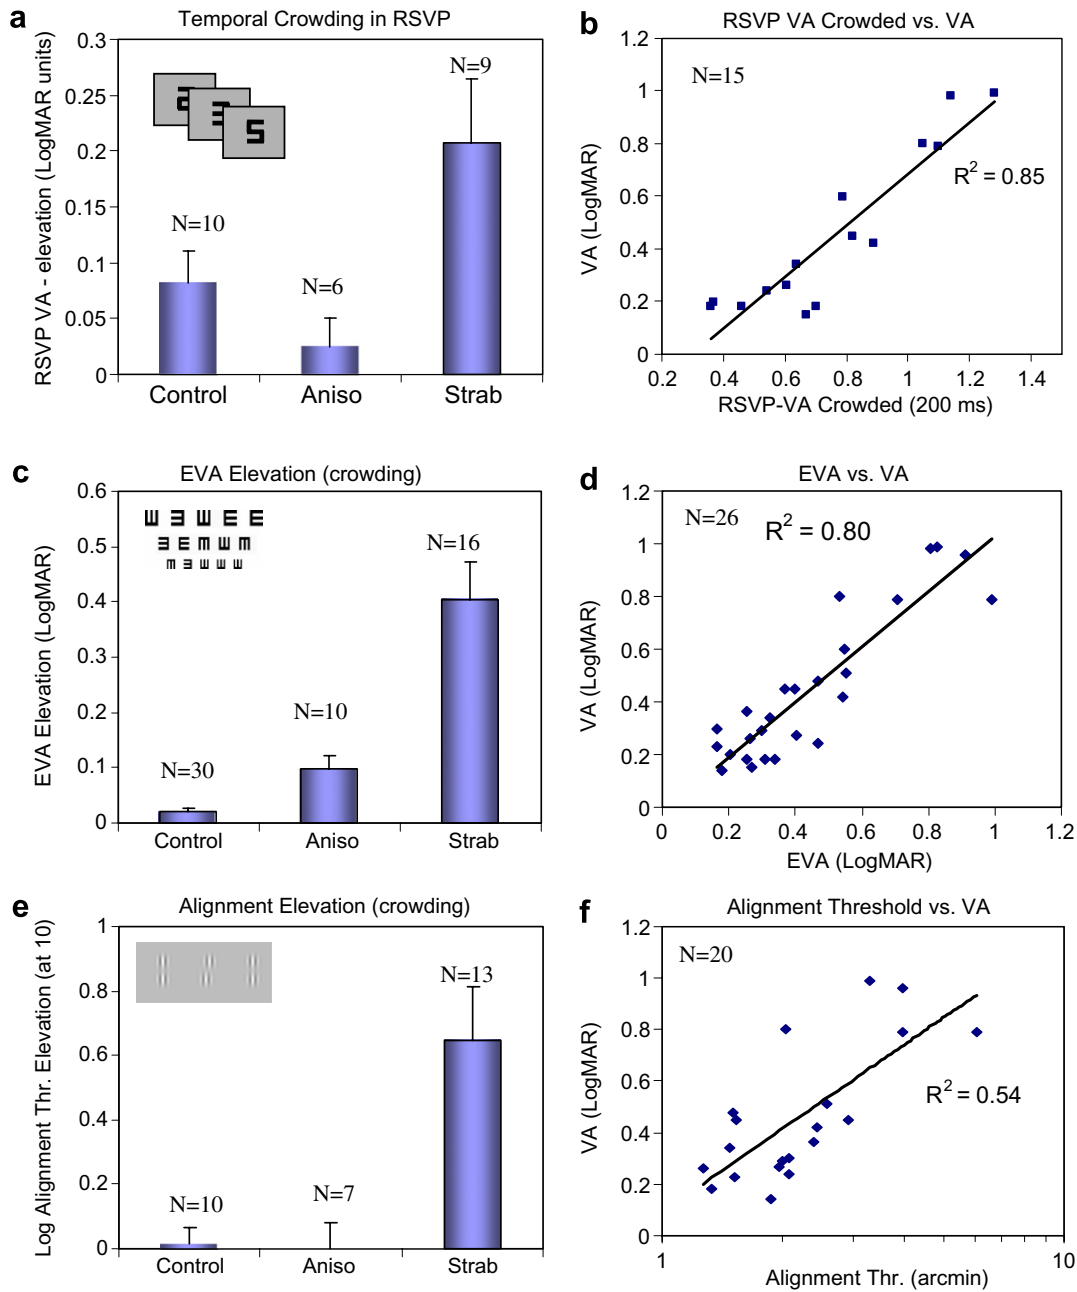 a
Temporal Crowding in RSVP
RSVP VA - elevation (LogMAR units)
0.3
0.25
0.2
0.15
0.1
0.05
0
2 3 5
N=10
N=6
N=9
Control Aniso Strab
b
RSVP VA Crowded vs. VA
N=15
R² = 0.85
VA (LogMAR)
1.2
1
0.8
0.6
0.4
0.2
0
0.2 0.4 0.6 0.8 1 1.2 1.4
RSVP-VA Crowded (200 ms)
c
EVA Elevation (crowding)
EVA Elevation (LogMAR)
0.6
0.5
0.4
0.3
0.2
0.1
0
N=30
N=10
N=16
Control Aniso Strab
d
EVA vs. VA
N=26
R² = 0.80
VA (LogMAR)
1.2
1
0.8
0.6
0.4
0.2
0
0 0.2 0.4 0.6 0.8 1 1.2
EVA (LogMAR)
e
Alignment Elevation (crowding)
Log Alignment Thr. Elevation (at 10)
1
0.8
0.6
0.4
0.2
0
N=10
N=7
N=13
Control Aniso Strab
f
Alignment Threshold vs. VA
N=20
R² = 0.54
VA (LogMAR)
1.2
1
0.8
0.6
0.4
0.2
0
1 10
Alignment Thr. (arcmin)